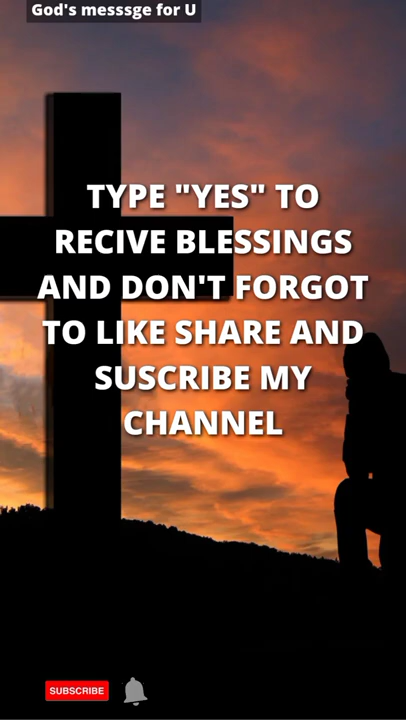 God's messsge for U
TYPE "YES" TO
RECIVE BLESSINGS
AND DON'T FORGOT
TO LIKE SHARE AND
SUSCRIBE MY
CHANNEL
SUBSCRIBE